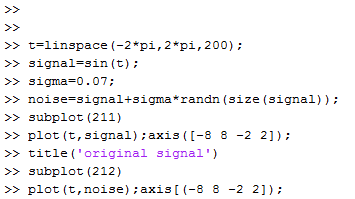 >>
>>
>> t=linspace(-2*pi,2*pi,200);
>> signal=sin(t);
>> sigma=0.07;
>> noise=signal+sigma*randn(size(signal));
>> subplot(211)
>> plot(t,signal);axis([-8 8 -2 2]);
>> title('original signal')
>> subplot(212)
>> plot(t,noise);axis[(-8 8 -2 2]);